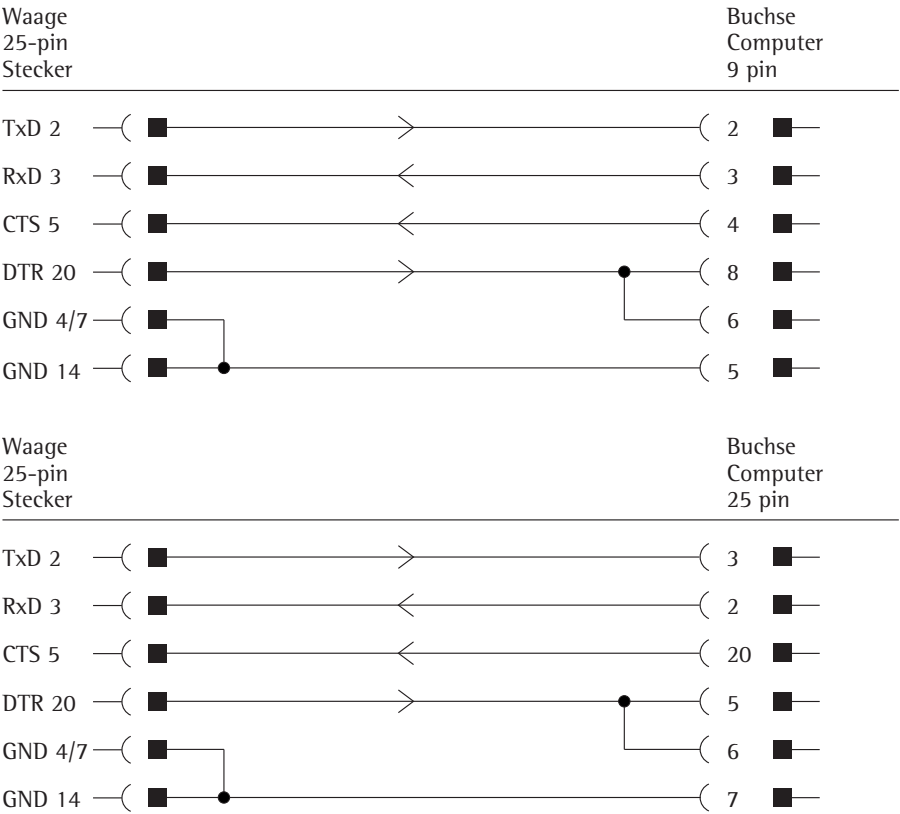 Waage
25-pin
Stecker
Buchse
Computer
9 pin
TxD 2 2
RxD 3 3
CTS 5 4
DTR 20 8
GND 4/7 6
GND 14 5
Waage
25-pin
Stecker
Buchse
Computer
25 pin
TxD 2 3
RxD 3 2
CTS 5 20
DTR 20 5
GND 4/7 6
GND 14 7